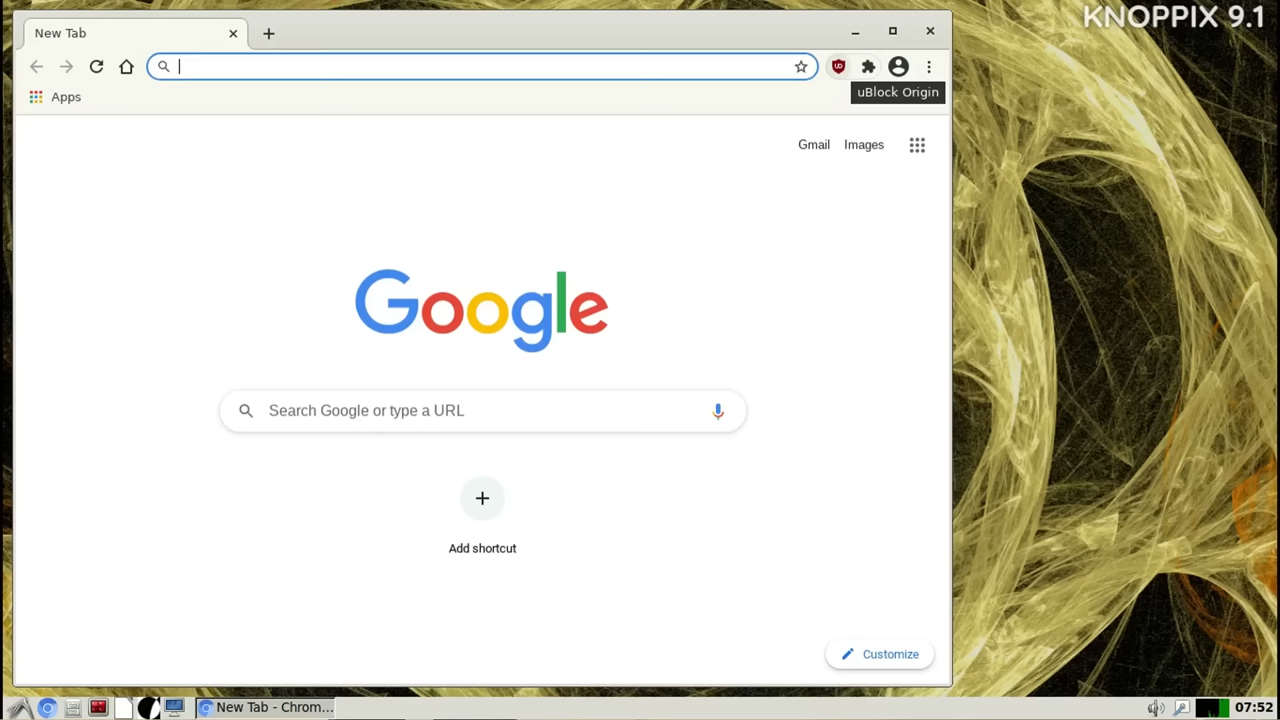 KNOPPIX 9.1
New Tab
uBlock Origin
Apps
Gmail Images
Google
Search Google or type a URL
Add shortcut
Customize
New Tab - Chrom...
07:52